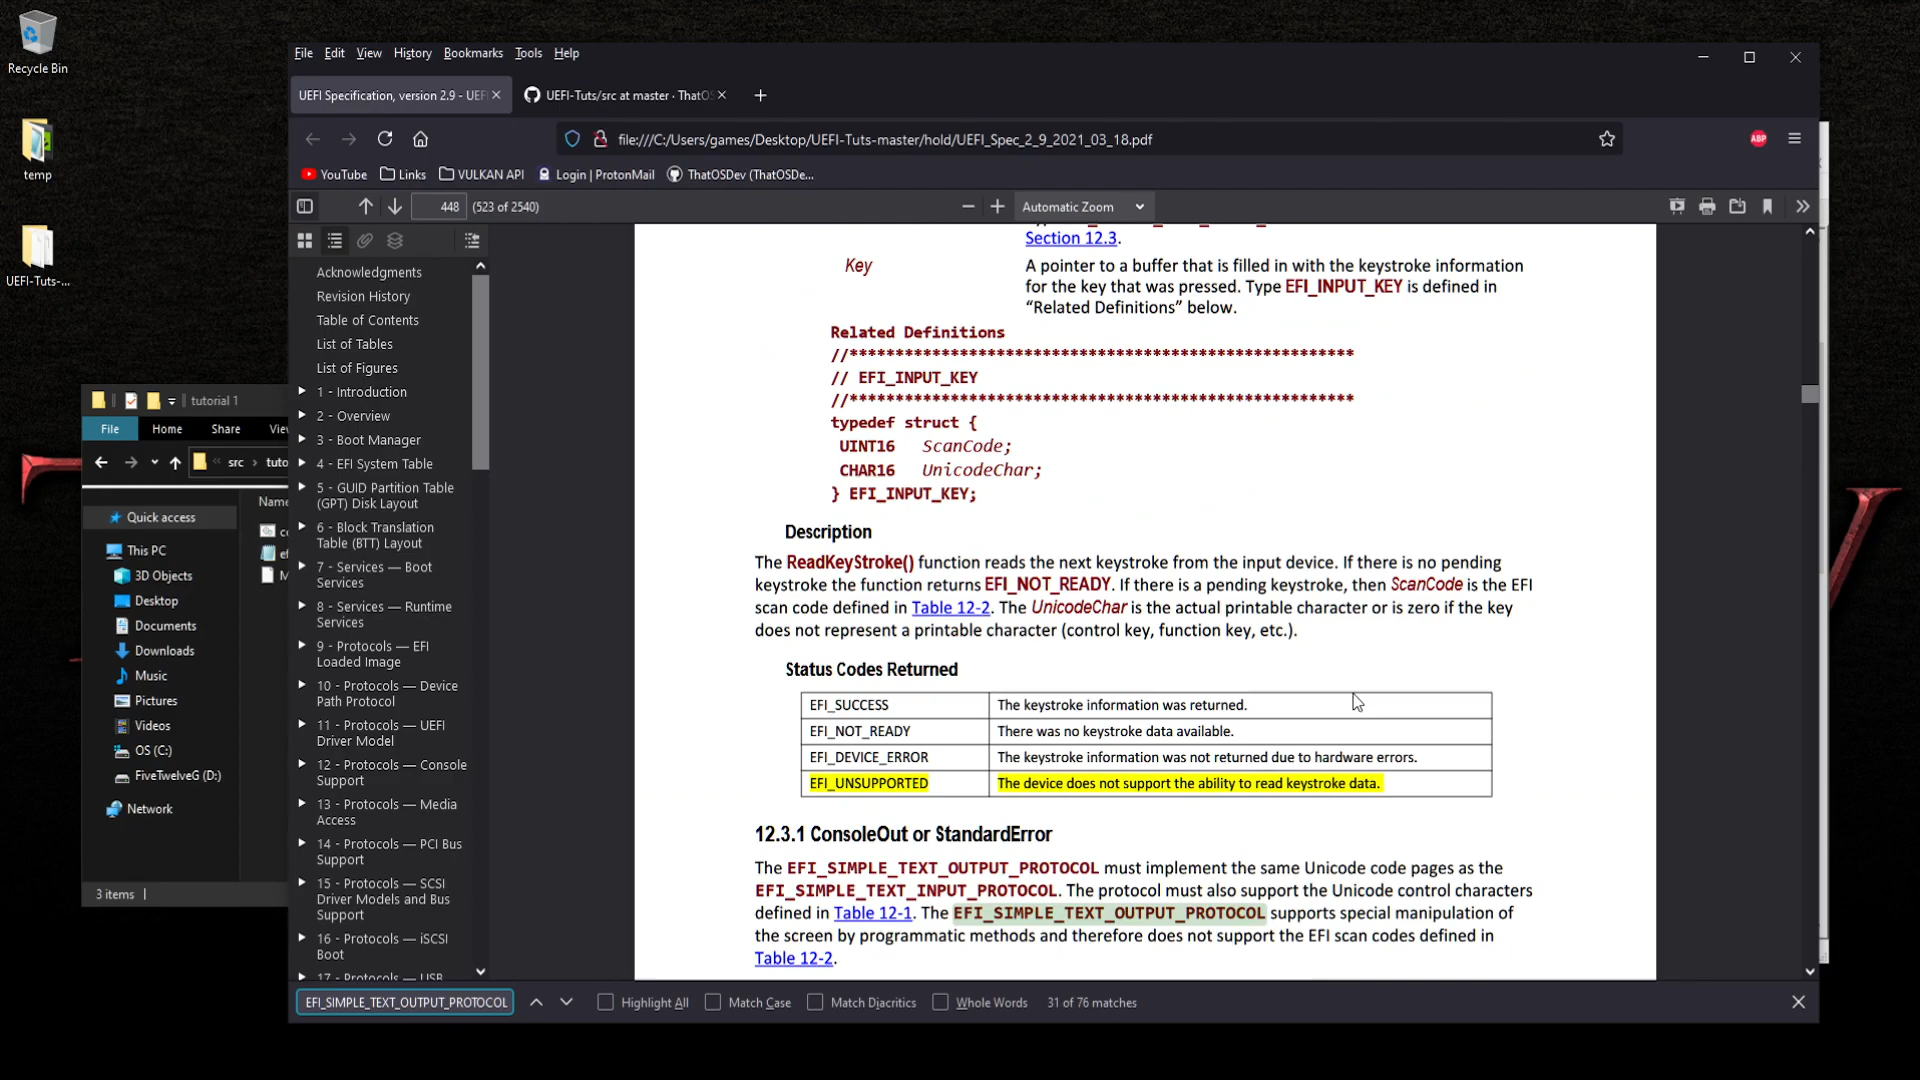 Recycle Bin
temp
UEFI-Tuts-...
File Edit View History Bookmarks Tools Help
UEFI Specification, version 2.9 - UEF
UEFI-Tuts/src at master · ThatOS
file:///C:/Users/games/Desktop/UEFI-Tuts-master/hold/UEFI_Spec_2_9_2021_03_18.pdf
ABP
YouTube Links VULKAN API Login | ProtonMail ThatOSDev (ThatOSDe...
448 (523 of 2540)
Automatic Zoom
Acknowledgments
Revision History
Table of Contents
List of Tables
List of Figures
1 - Introduction
2 - Overview
3 - Boot Manager
4 - EFI System Table
5 - GUID Partition Table
(GPT) Disk Layout
6 - Block Translation
Table (BTT) Layout
7 - Services — Boot
Services
8 - Services — Runtime
Services
9 - Protocols — EFI
Loaded Image
10 - Protocols — Device
Path Protocol
11 - Protocols — UEFI
Driver Model
12 - Protocols — Console
Support
13 - Protocols — Media
Access
14 - Protocols — PCI Bus
Support
15 - Protocols — SCSI
Driver Models and Bus
Support
16 - Protocols — iSCSI
Boot
17 - Protocols — USB
Section 12.3.
Key A pointer to a buffer that is filled in with the keystroke information
for the key that was pressed. Type EFI_INPUT_KEY is defined in
“Related Definitions” below.
Related Definitions
//*******************************************************
// EFI_INPUT_KEY
//*******************************************************
typedef struct {
UINT16 ScanCode;
CHAR16 UnicodeChar;
} EFI_INPUT_KEY;
Description
The ReadKeyStroke() function reads the next keystroke from the input device. If there is no pending
keystroke the function returns EFI_NOT_READY. If there is a pending keystroke, then ScanCode is the EFI
scan code defined in Table 12-2. The UnicodeChar is the actual printable character or is zero if the key
does not represent a printable character (control key, function key, etc.).
Status Codes Returned
EFI_SUCCESS The keystroke information was returned.
EFI_NOT_READY There was no keystroke data available.
EFI_DEVICE_ERROR The keystroke information was not returned due to hardware errors.
EFI_UNSUPPORTED The device does not support the ability to read keystroke data.
12.3.1 ConsoleOut or StandardError
The EFI_SIMPLE_TEXT_OUTPUT_PROTOCOL must implement the same Unicode code pages as the
EFI_SIMPLE_TEXT_INPUT_PROTOCOL. The protocol must also support the Unicode control characters
defined in Table 12-1. The EFI_SIMPLE_TEXT_OUTPUT_PROTOCOL supports special manipulation of
the screen by programmatic methods and therefore does not support the EFI scan codes defined in
Table 12-2.
EFI_SIMPLE_TEXT_OUTPUT_PROTOCOL Highlight All Match Case Match Diacritics Whole Words 31 of 76 matches
tutorial 1
File Home Share Vie
src tuto
Name
Quick access
This PC
3D Objects
Desktop
Documents
Downloads
Music
Pictures
Videos
OS (C:)
FiveTwelveG (D:)
Network
3 items